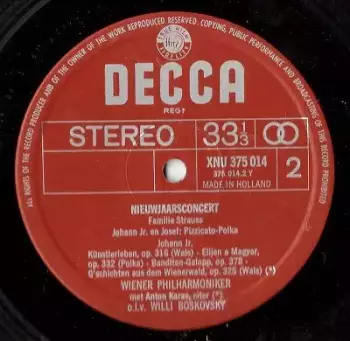 DECCA
REG?
STEREO 33 1/3
XNU 375 014
375.014.2 Y
MADE IN HOLLAND
2
NIEUWJAARSCONCERT
Familie Strauss
Johann Jr. en Josef: Pizzicato-Polka
Johann Jr.
Künstlerleben, op. 316 (Wals) - Eljen a Magyar,
op. 332 (Polka) - Banditen-Galopp, op. 378 -
G'schichten aus dem Wienerwald, op. 325 (Wals) (*)
WIENER PHILHARMONIKER
met Anton Karas, citer (*)
o.l.v. WILLI BOSKOVSKY
ALL RIGHTS OF THE RECORD PRODUCER AND OF THE OWNER OF THE WORK REPRODUCED RESERVED. COPYING, PUBLIC PERFORMANCE AND BROADCASTING OF THIS RECORD PROHIBITED